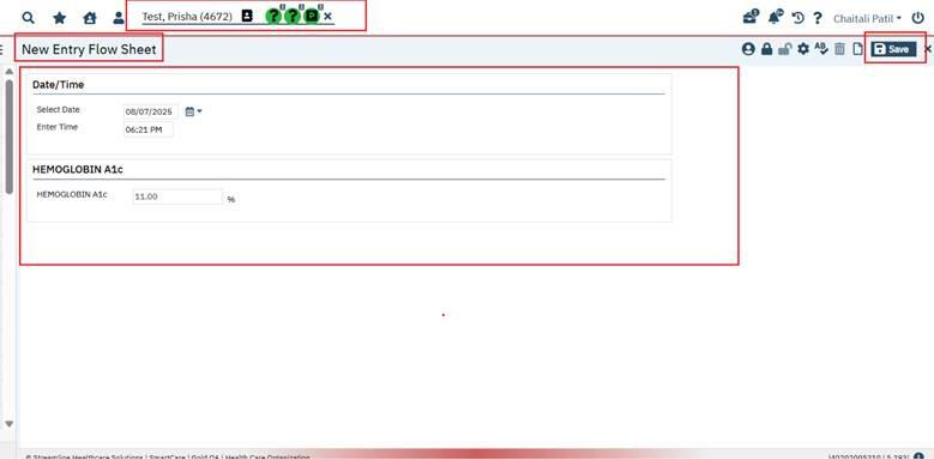 Test, Prisha (4672)
Chaitali Patil
New Entry Flow Sheet
Save
Date/Time
Select Date 08/07/2025
Enter Time 06:21 PM
HEMOGLOBIN A1c
HEMOGLOBIN A1c 11.00 %
© Streamline Healthcare Solutions | SmartCare | Gold QA | Health Care Organization